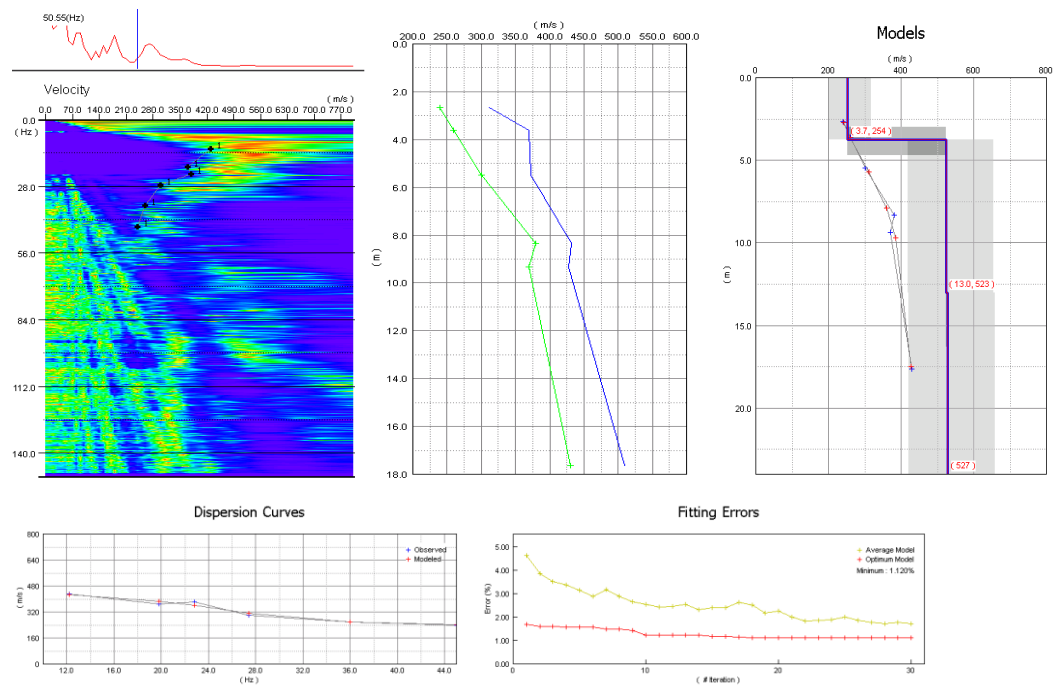 50.55(Hz)
Velocity
( m/s )
0.0 70.0 140.0 210.0 280.0 350.0 420.0 490.0 560.0 630.0 700.0 770.0
0.0
( Hz )
28.0
56.0
84.0
112.0
140.0
1
1
1
1
( m/s )
200.0 250.0 300.0 350.0 400.0 450.0 500.0 550.0 600.0
0.0
2.0
4.0
6.0
8.0
10.0
12.0
14.0
16.0
18.0
( m )
Models
( m/s )
0 200 400 600 800
0.0
5.0
10.0
15.0
20.0
( m )
( 3.7, 254 )
( 13.0, 523 )
( 527 )
Dispersion Curves
800
640
480
320
160
0
( m/s )
Observed
Modeled
12.0 16.0 20.0 24.0 28.0 32.0 36.0 40.0 44.0
( Hz )
Fitting Errors
5.00
4.00
3.00
2.00
1.00
0.00
Error (%)
Average Model
Optimum Model
Minimum : 1.120%
0 10 20 30
( # Iteration )